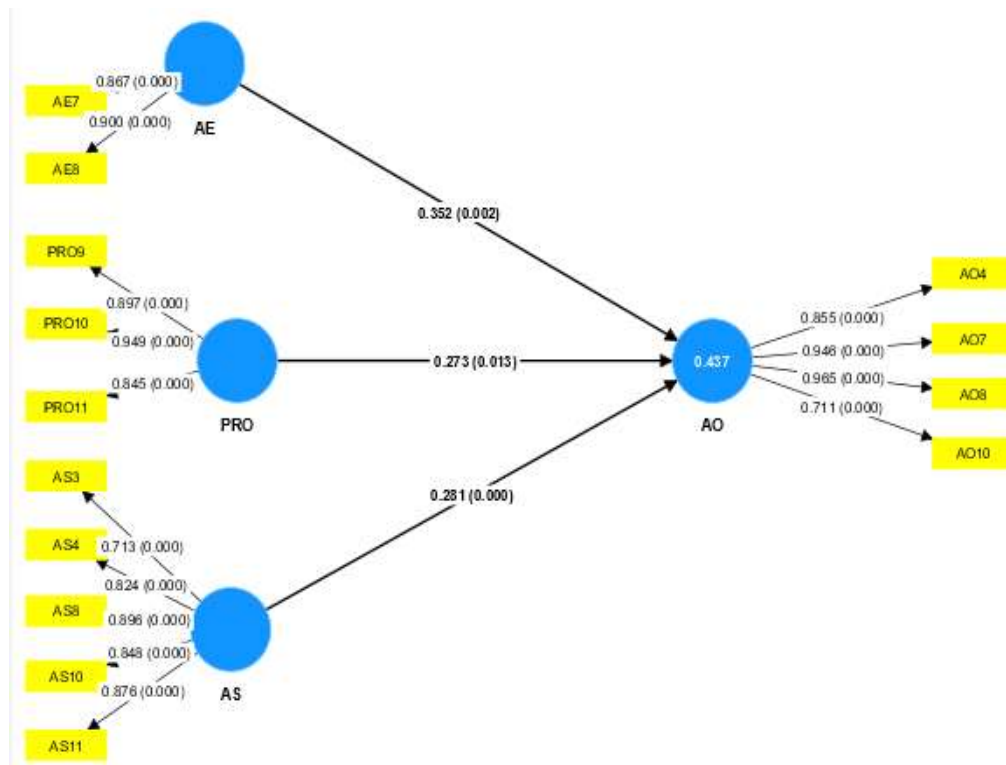 0.867 (0.000)
AE7
0.900 (0.000)
AE
AE8
0.352 (0.002)
PRO9
0.897 (0.000)
PRO10
0.949 (0.000)
0.845 (0.000)
PRO11
PRO
0.273 (0.013)
0.437
AO
AO4
0.855 (0.000)
AO7
0.946 (0.000)
0.965 (0.000)
AO8
0.711 (0.000)
AO10
AS3
0.281 (0.000)
AS4
0.713 (0.000)
0.824 (0.000)
AS8
0.896 (0.000)
0.848 (0.000)
AS10
0.876 (0.000)
AS
AS11